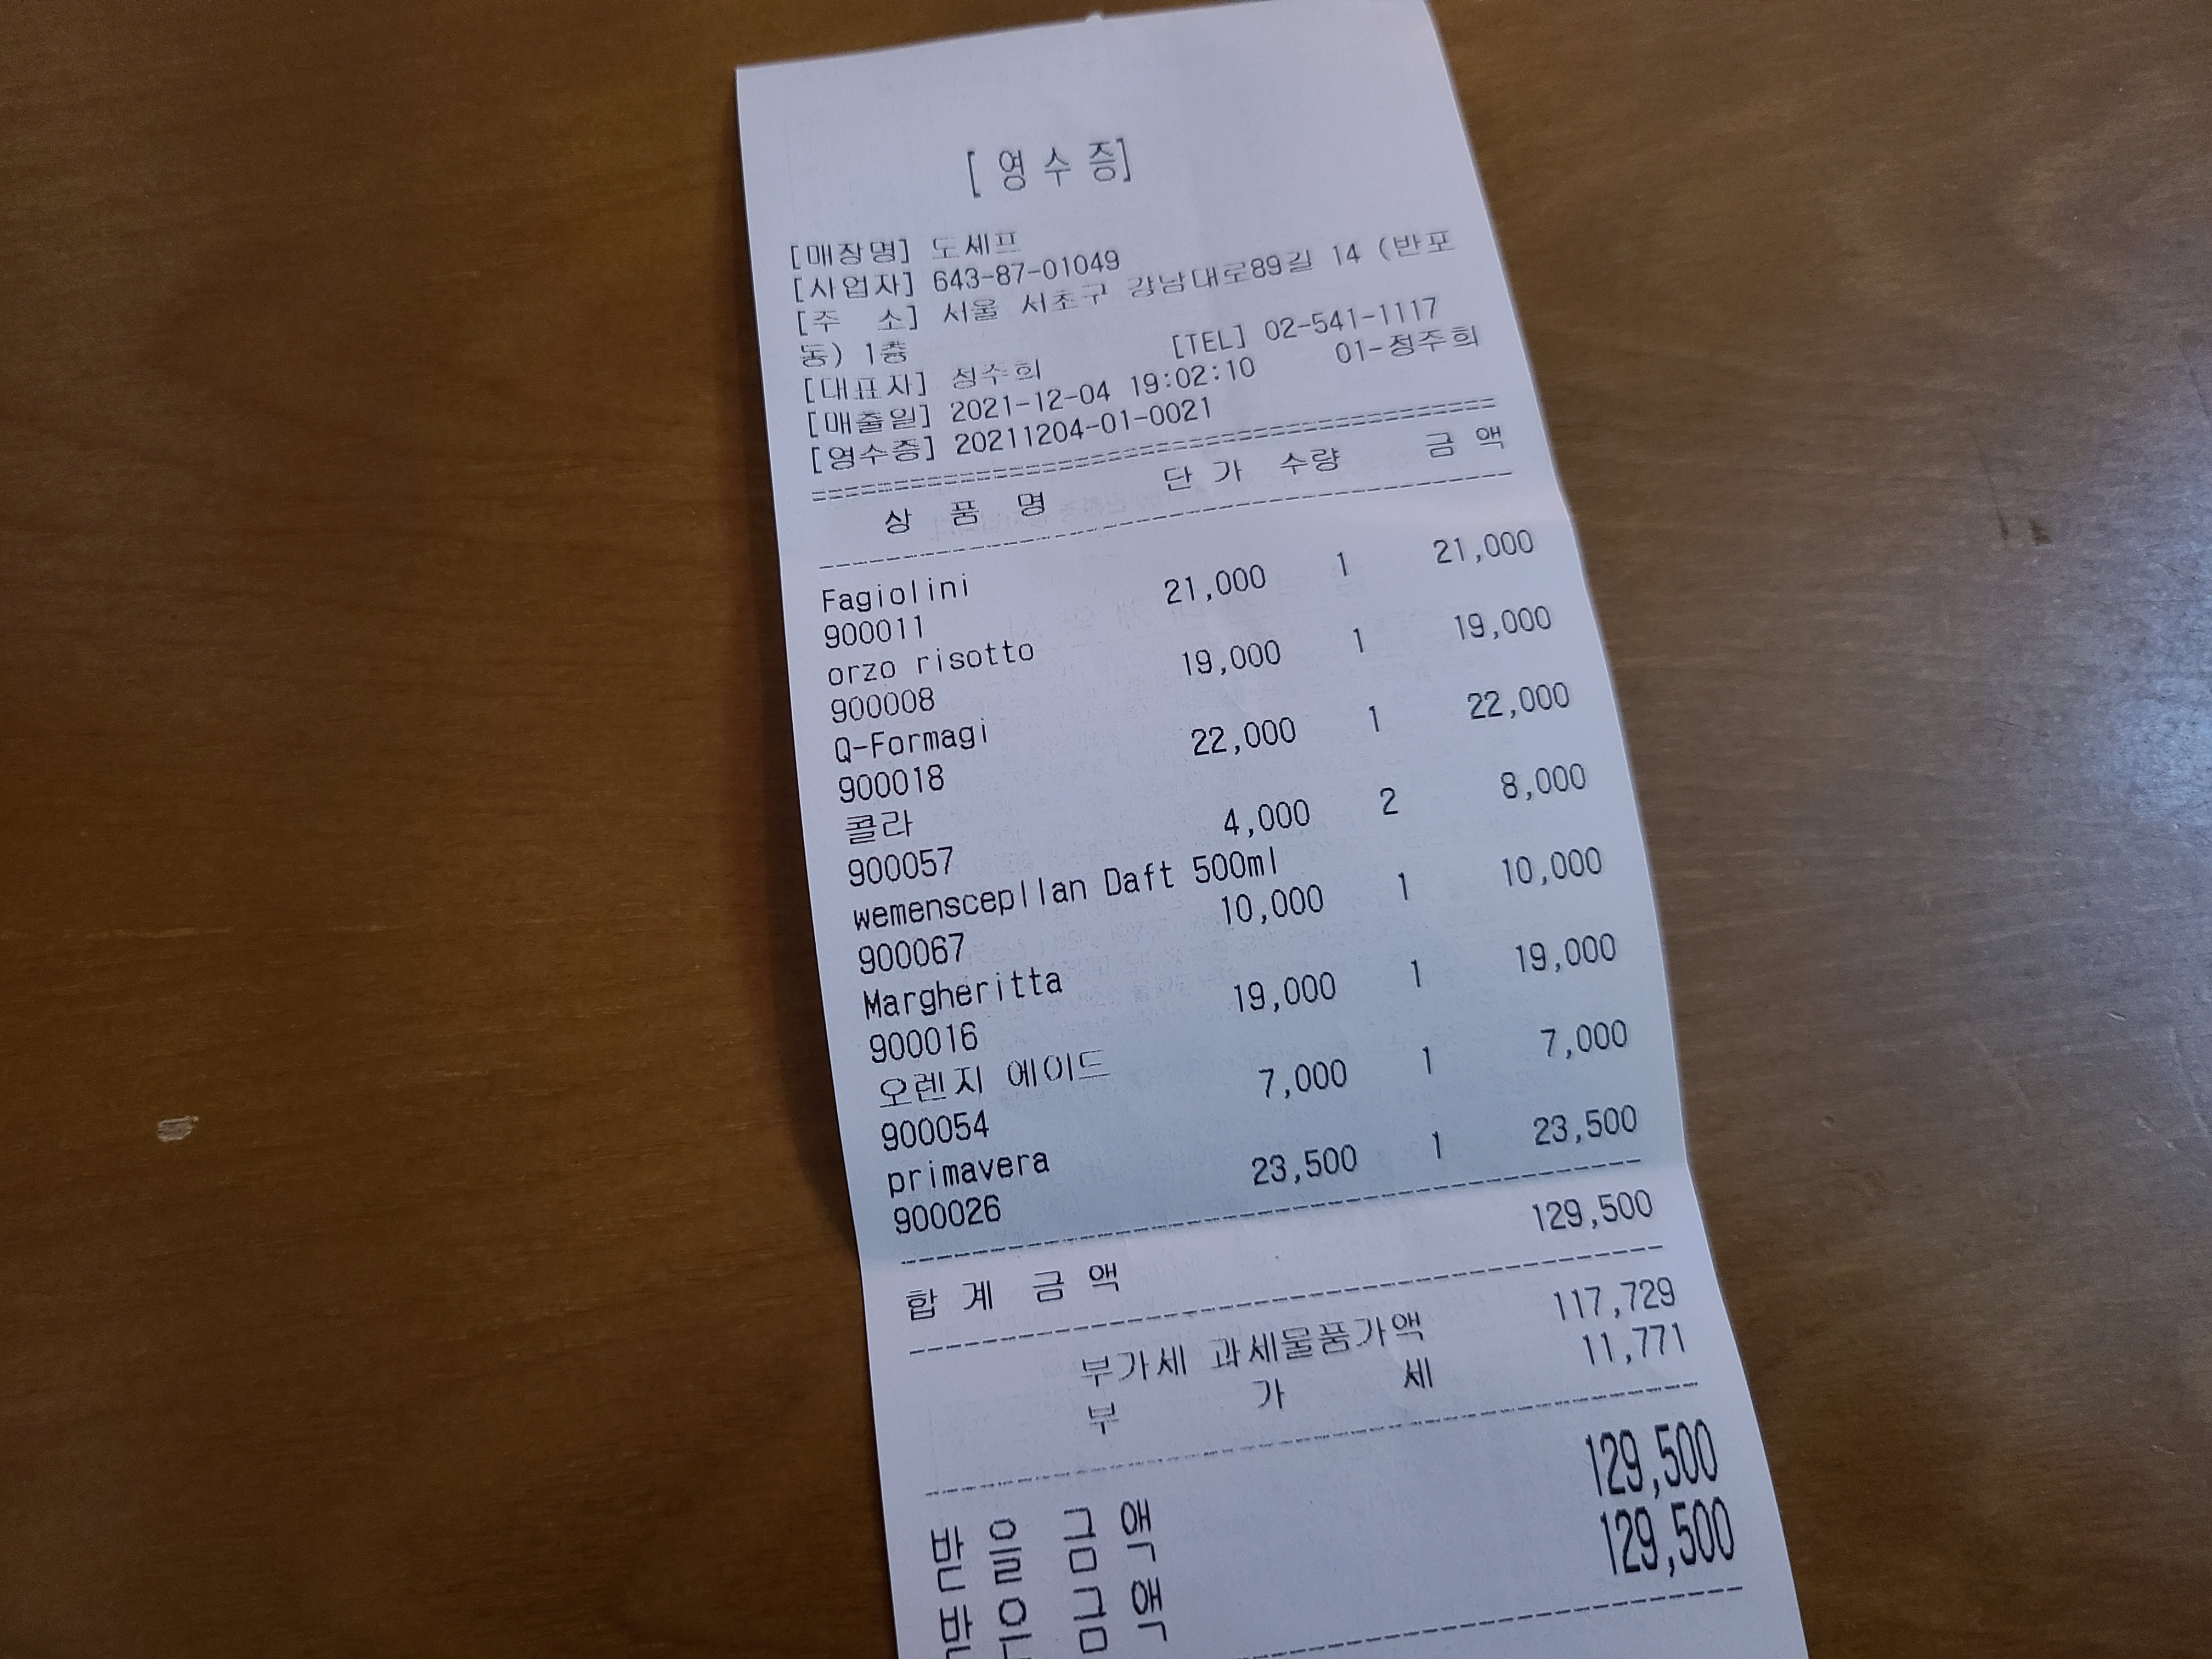 [ 영 수 증]
[매장명] 도세프
[사업자] 643-87-01049
[주 소] 서울 서초구 강남대로89길 14 (반포
동) 1층
[대표자] 정주희 [TEL] 02-541-1117
[매출일] 2021-12-04 19:02:10 01-정주희
[영수증] 20211204-01-0021
==================================================
상 품 명 단 가 수량 금 액
Fagiolini
900011 21,000 1 21,000
orzo risotto
900008 19,000 1 19,000
Q-Formagi
900018 22,000 1 22,000
콜라
900057 4,000 2 8,000
wemenscepllan Daft 500ml
900067 10,000 1 10,000
Margheritta
900016 19,000 1 19,000
오렌지 에이드
900054 7,000 1 7,000
primavera
900026 23,500 1 23,500
합 계 금 액 129,500
부가세 과세물품가액 117,729
부 가 세 11,771
받 을 금 액 129,500
받 은 금 액 129,500